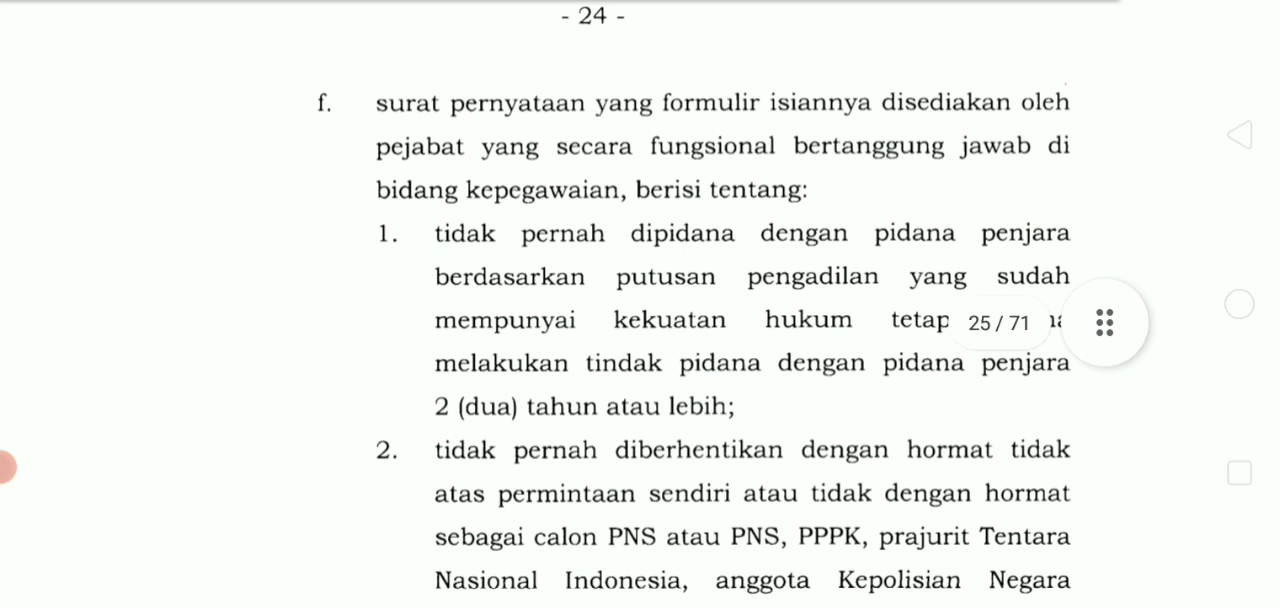 - 24 -
f. surat pernyataan yang formulir isiannya disediakan oleh
pejabat yang secara fungsional bertanggung jawab di
bidang kepegawaian, berisi tentang:
1. tidak pernah dipidana dengan pidana penjara
berdasarkan putusan pengadilan yang sudah
mempunyai kekuatan hukum tetap
25 / 71
melakukan tindak pidana dengan pidana penjara
2 (dua) tahun atau lebih;
2. tidak pernah diberhentikan dengan hormat tidak
atas permintaan sendiri atau tidak dengan hormat
sebagai calon PNS atau PNS, PPPK, prajurit Tentara
Nasional Indonesia, anggota Kepolisian Negara